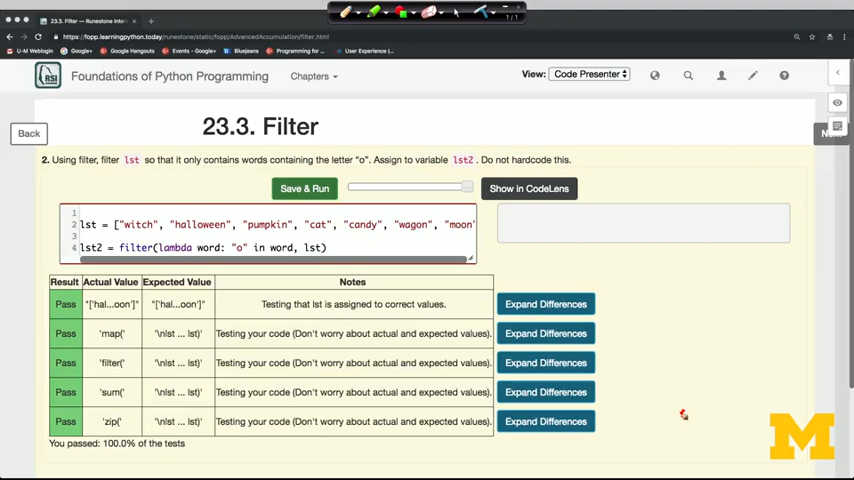 23.3. Filter — Runestone Inter
1/1
https://fopp.learningpython.today/runestone/static/fopp/AdvancedAccumulation/filter.html
U-M Weblogin Google+ Google Hangouts Events - Google+ Bluejeans Programming for ... User Experience (...
RSI Foundations of Python Programming Chapters View: Code Presenter
Back
23.3. Filter
2. Using filter, filter lst so that it only contains words containing the letter "o". Assign to variable lst2 . Do not hardcode this.
Save & Run Show in CodeLens
1
2 lst = ["witch", "halloween", "pumpkin", "cat", "candy", "wagon", "moon"
3
4 lst2 = filter(lambda word: "o" in word, lst)
Result Actual Value Expected Value Notes
Pass "['hal...oon']" "['hal...oon']" Testing that lst is assigned to correct values. Expand Differences
Pass 'map(' '\nlst ... lst)' Testing your code (Don't worry about actual and expected values). Expand Differences
Pass 'filter(' '\nlst ... lst)' Testing your code (Don't worry about actual and expected values). Expand Differences
Pass 'sum(' '\nlst ... lst)' Testing your code (Don't worry about actual and expected values). Expand Differences
Pass 'zip(' '\nlst ... lst)' Testing your code (Don't worry about actual and expected values). Expand Differences
You passed: 100.0% of the tests
M